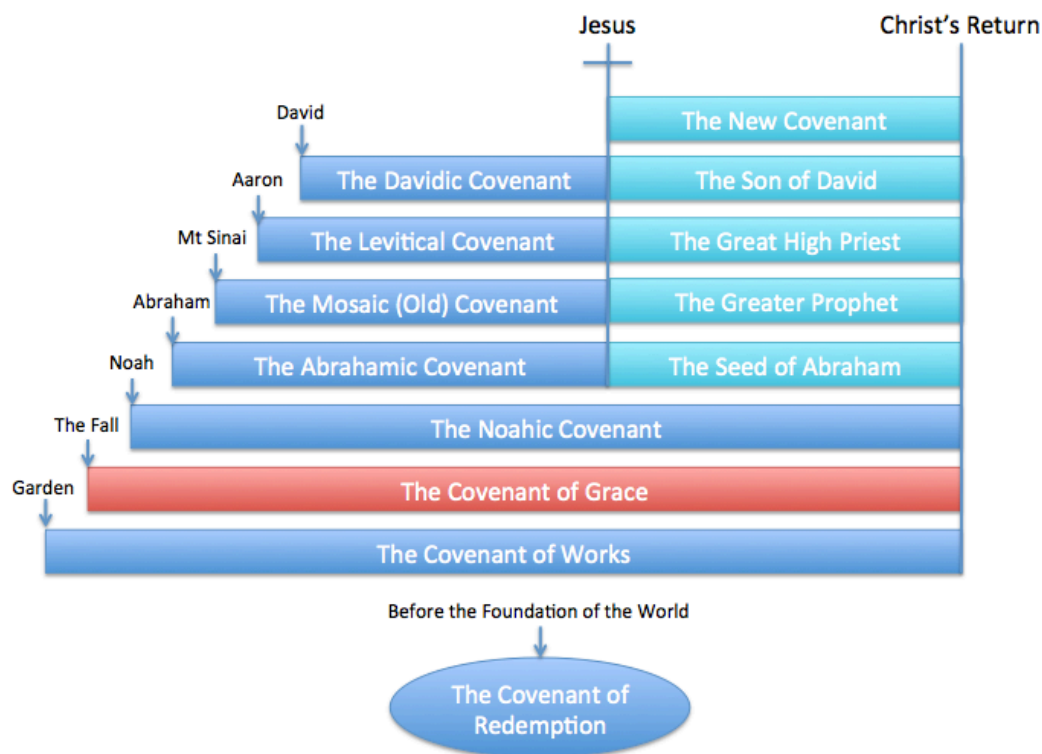 Jesus
Christ's Return
David
The New Covenant
Aaron
The Davidic Covenant
The Son of David
Mt Sinai
The Levitical Covenant
The Great High Priest
Abraham
The Mosaic (Old) Covenant
The Greater Prophet
Noah
The Abrahamic Covenant
The Seed of Abraham
The Fall
The Noahic Covenant
Garden
The Covenant of Grace
The Covenant of Works
Before the Foundation of the World
The Covenant of
Redemption